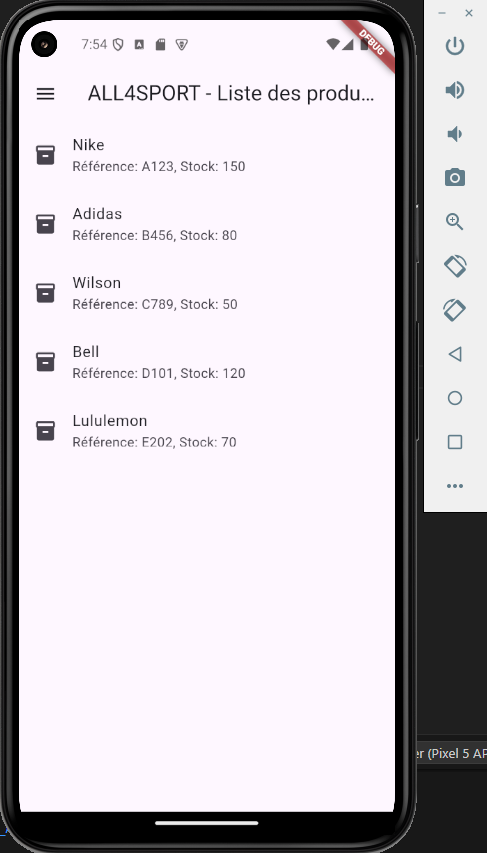 7:54
DEBUG
ALL4SPORT - Liste des produ...
Nike
Référence: A123, Stock: 150
Adidas
Référence: B456, Stock: 80
Wilson
Référence: C789, Stock: 50
Bell
Référence: D101, Stock: 120
Lululemon
Référence: E202, Stock: 70
(Pixel 5 AP